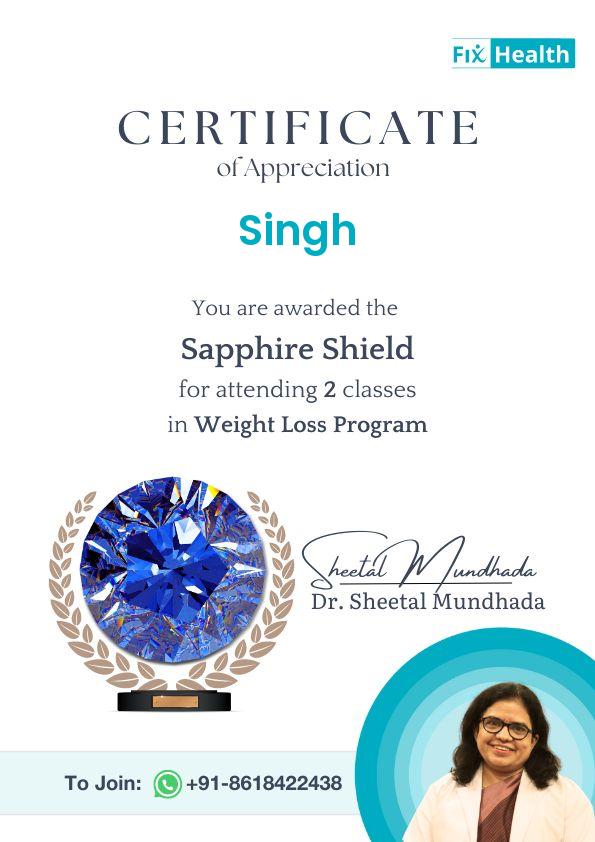 Fix Health
CERTIFICATE
of Appreciation
Singh
You are awarded the
Sapphire Shield
for attending 2 classes
in Weight Loss Program
Sheetal Mundhada
Dr. Sheetal Mundhada
To Join: +91-8618422438